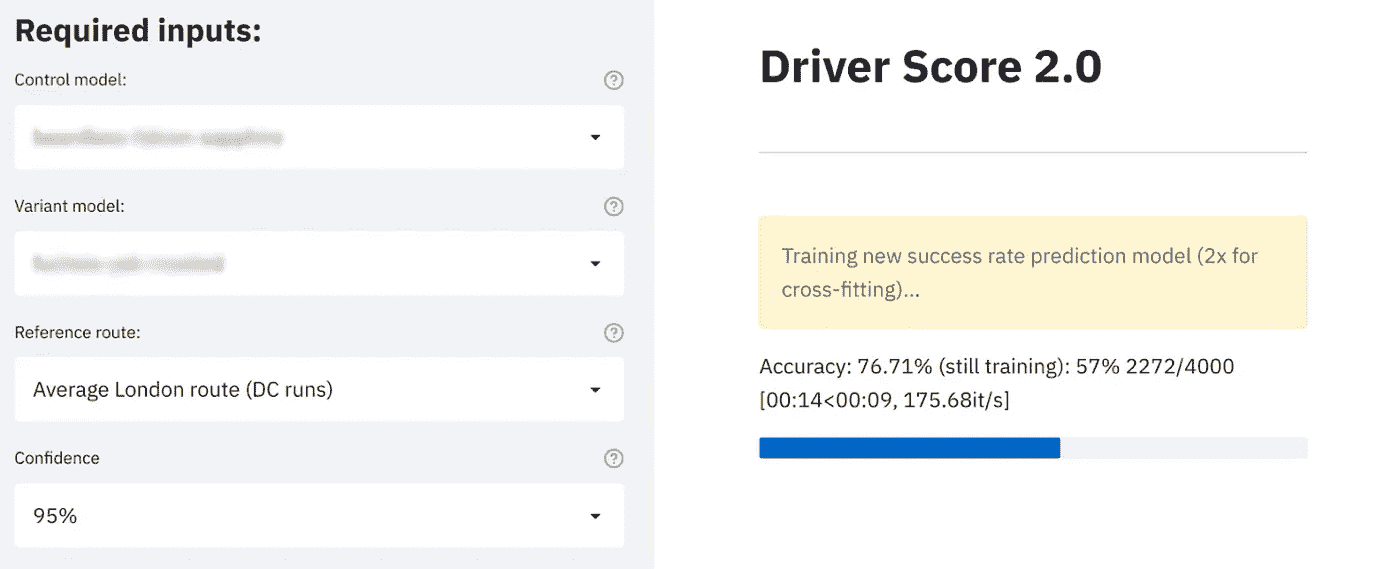 Required inputs:
Control model:
Variant model:
Reference route:
Average London route (DC runs)
Confidence
95%
Driver Score 2.0
Training new success rate prediction model (2x for
cross-fitting)...
Accuracy: 76.71% (still training): 57% 2272/4000
[00:14<00:09, 175.68it/s]